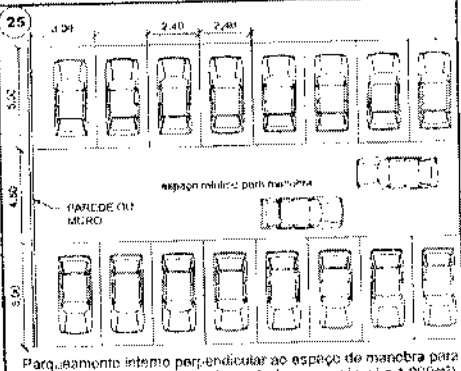 25
2,40 2,40
5,00
espaço mínimo para manobra
4,50
PAREDE OU
MURO
5,00
Parqueamento interno perpendicular ao espaço de manobra para